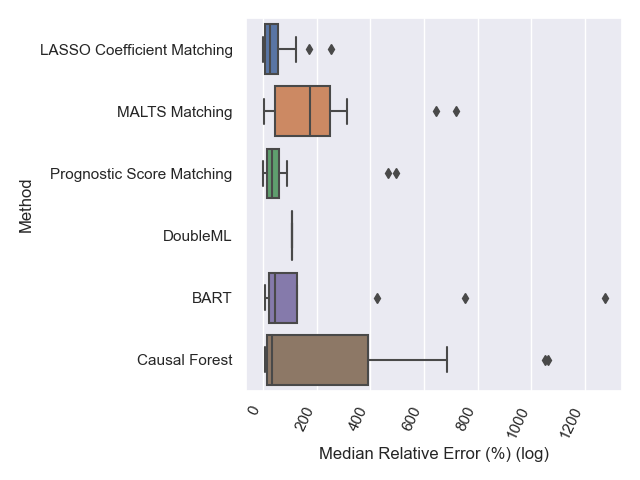 LASSO Coefficient Matching
MALTS Matching
Prognostic Score Matching
DoubleML
BART
Causal Forest
Method
0 200 400 600 800 1000 1200
Median Relative Error (%) (log)